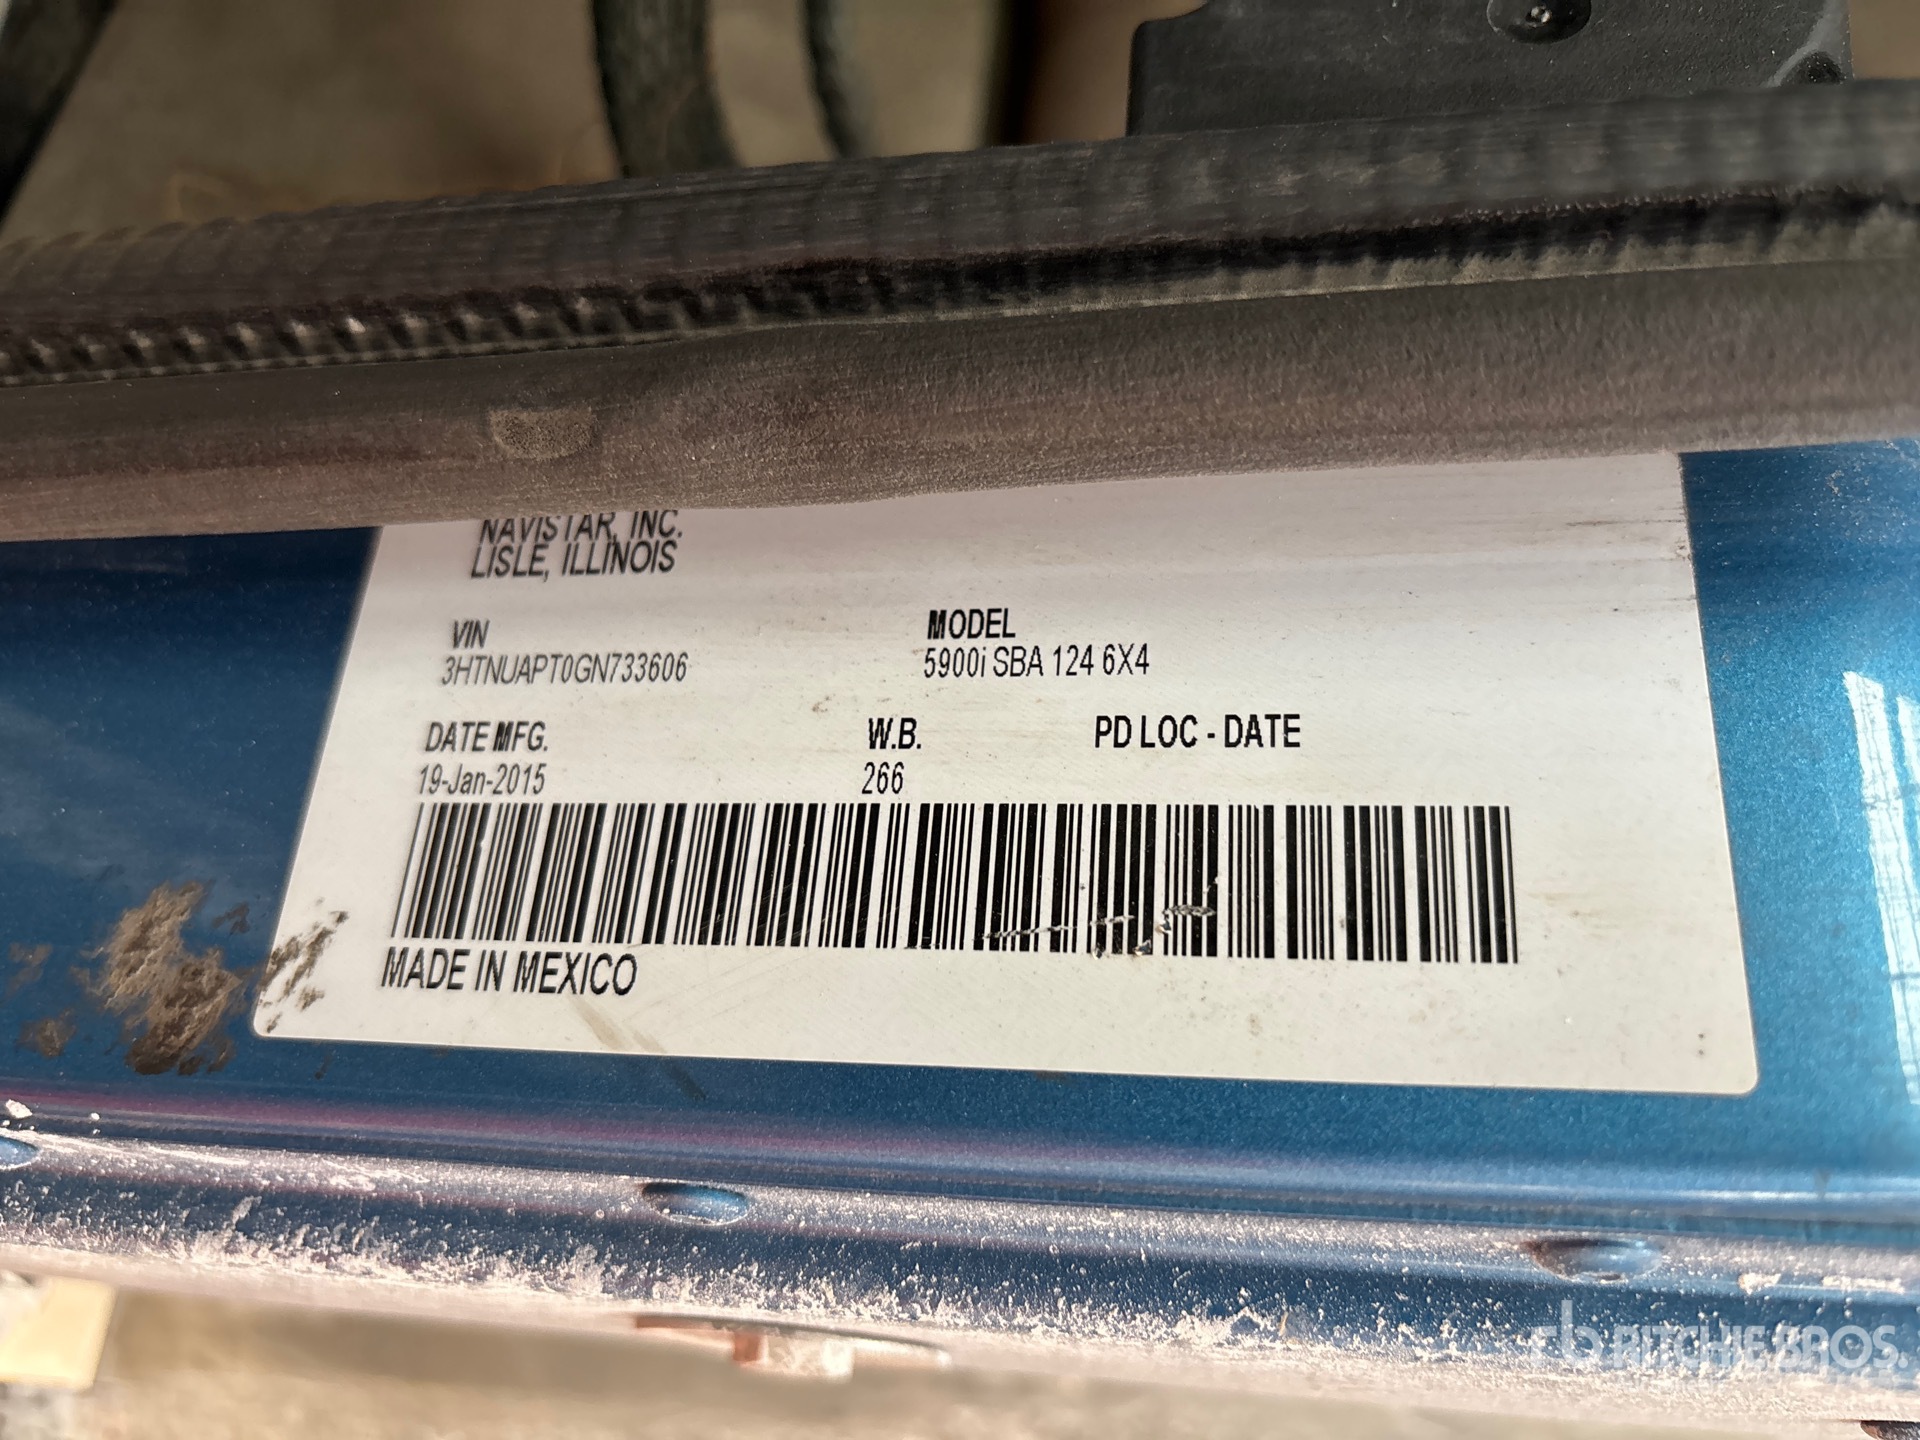 NAVISTAR, INC.
LISLE, ILLINOIS
VIN
3HTNUAPT0GN733606
MODEL
5900i SBA 124 6X4
DATE MFG.
19-Jan-2015
W.B.
266
PD LOC - DATE
MADE IN MEXICO
rb RITCHIE BROS.